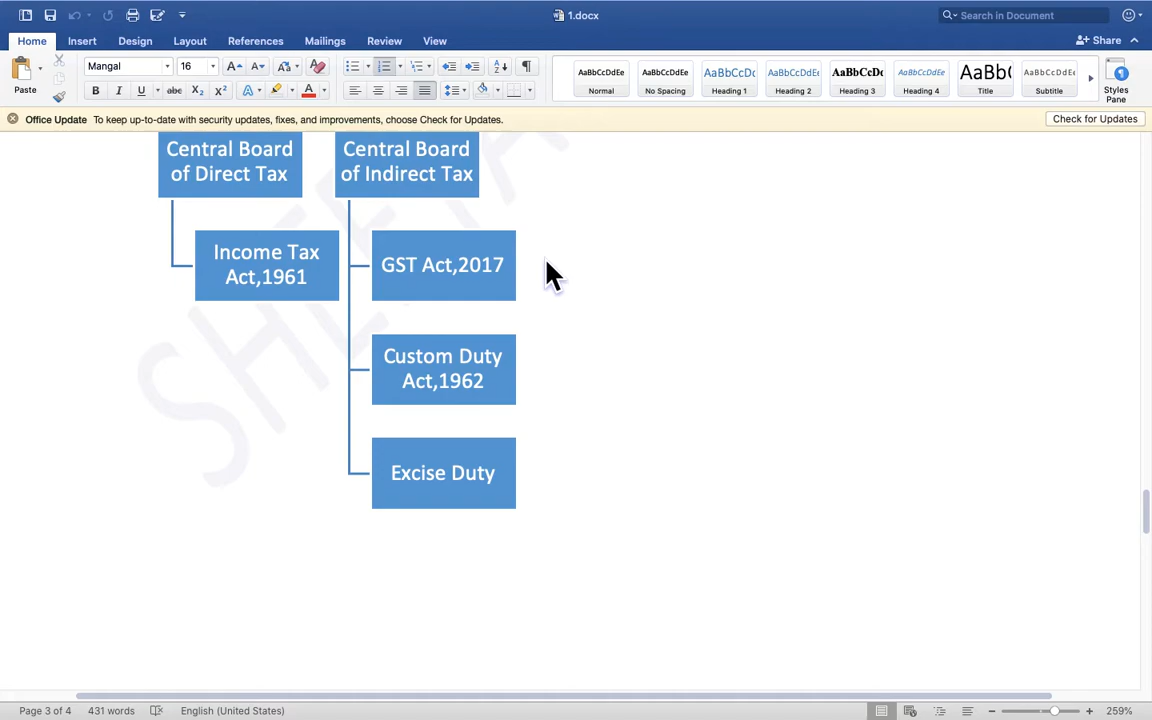 1.docx
Search in Document
Home Insert Design Layout References Mailings Review View
Share
Paste
Mangal 16
AaBbCcDdEe AaBbCcDdEe AaBbCcDc AaBbCcDdEe AaBbCcDc AaBbCcDdEe AaBb( AaBbCcDdEe
Normal No Spacing Heading 1 Heading 2 Heading 3 Heading 4 Title Subtitle
Styles
Pane
Office Update To keep up-to-date with security updates, fixes, and improvements, choose Check for Updates.
Check for Updates
Central Board
of Direct Tax
Central Board
of Indirect Tax
Income Tax
Act,1961
GST Act,2017
Custom Duty
Act,1962
Excise Duty
Page 3 of 4 431 words English (United States) 259%